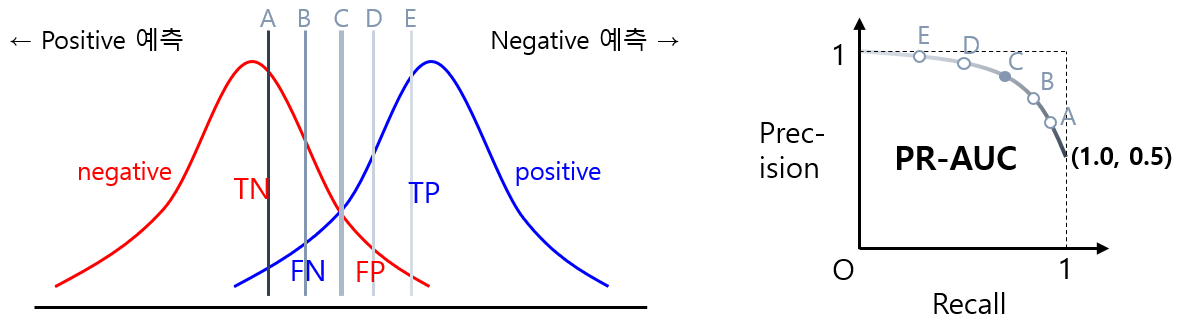 A B C D E
← Positive 예측
Negative 예측 →
negative
TN
TP
positive
FN
FP
1
E
D
C
B
A
Prec-
ision
PR-AUC
(1.0, 0.5)
O
1
Recall